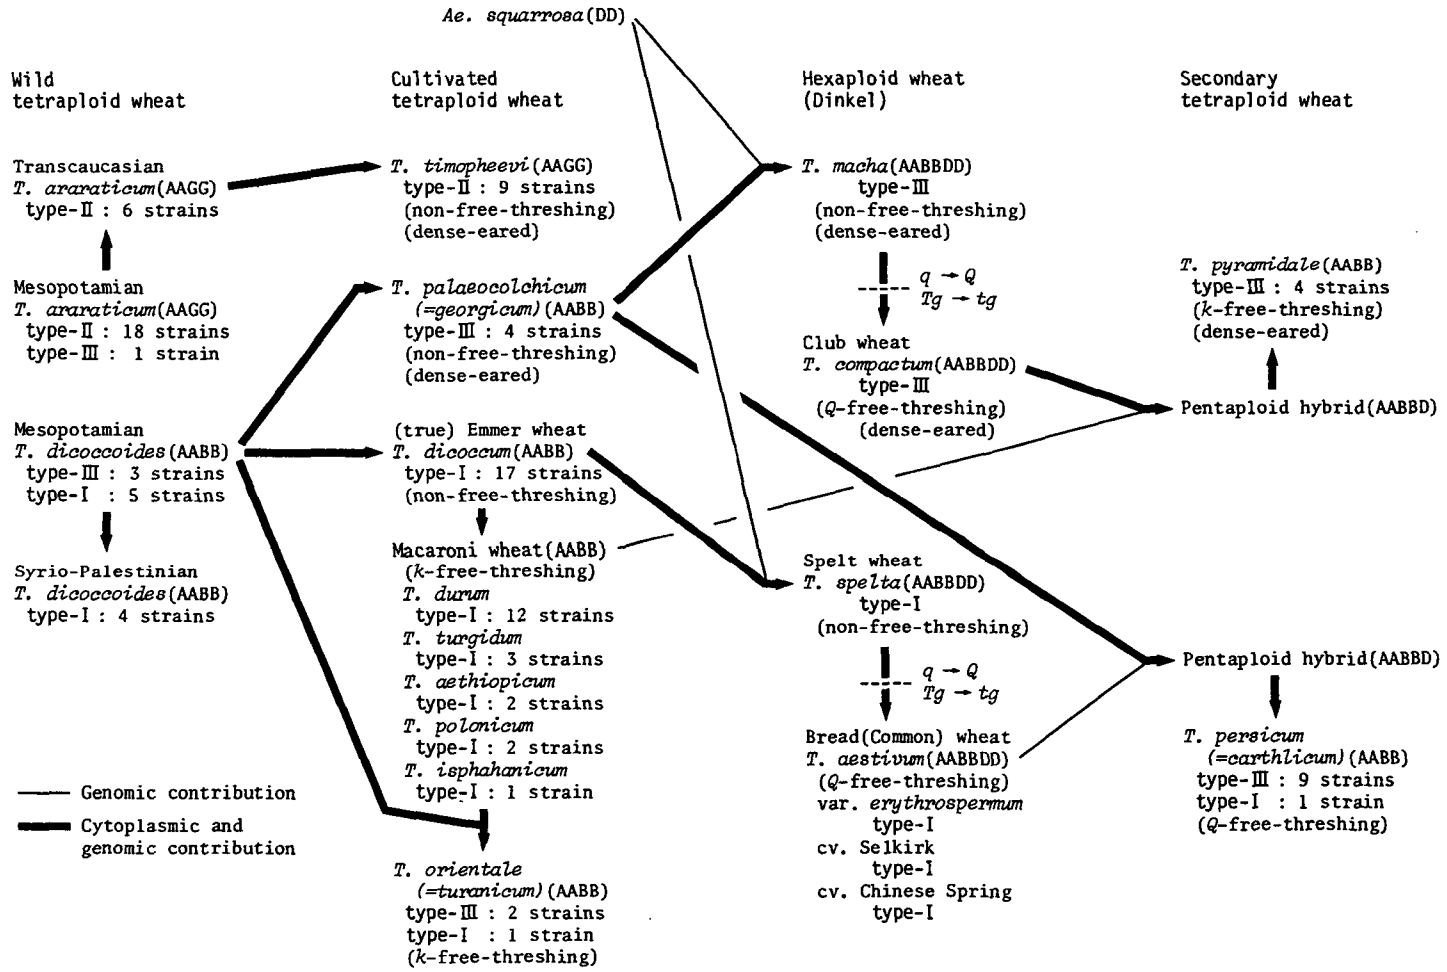 Ae. squarrosa(DD)
Wild
tetraploid wheat
Cultivated
tetraploid wheat
Hexaploid wheat
(Dinkel)
Secondary
tetraploid wheat
Transcaucasian
T. araraticum(AAGG)
type-II : 6 strains
Mesopotamian
T. araraticum(AAGG)
type-II : 18 strains
type-III : 1 strain
Mesopotamian
T. dicoccoides(AABB)
type-III : 3 strains
type-I : 5 strains
Syrio-Palestinian
T. dicoccoides(AABB)
type-I : 4 strains
Genomic contribution
Cytoplasmic and
genomic contribution
T. timopheevi(AAGG)
type-II : 9 strains
(non-free-threshing)
(dense-eared)
T. palaeocolchicum
(=georgicum)(AABB)
type-III : 4 strains
(non-free-threshing)
(dense-eared)
(true) Emmer wheat
T. dicoccum(AABB)
type-I : 17 strains
(non-free-threshing)
Macaroni wheat(AABB)
(k-free-threshing)
T. durum
type-I : 12 strains
T. turgidum
type-I : 3 strains
T. aethiopicum
type-I : 2 strains
T. polonicum
type-I : 2 strains
T. isphahanicum
type-I : 1 strain
T. orientale
(=turanicum)(AABB)
type-III : 2 strains
type-I : 1 strain
(k-free-threshing)
T. macha(AABBDD)
type-III
(non-free-threshing)
(dense-eared)
q → Q
Tg → tg
Club wheat
T. compactum(AABBDD)
type-III
(Q-free-threshing)
(dense-eared)
Spelt wheat
T. spelta(AABBDD)
type-I
(non-free-threshing)
q → Q
Tg → tg
Bread(Common) wheat
T. aestivum(AABBDD)
(Q-free-threshing)
var. erythrospermum
type-I
cv. Selkirk
type-I
cv. Chinese Spring
type-I
T. pyramidale(AABB)
type-III : 4 strains
(k-free-threshing)
(dense-eared)
Pentaploid hybrid(AABBD)
Pentaploid hybrid(AABBD)
T. persicum
(=carthlicum)(AABB)
type-III : 9 strains
type-I : 1 strain
(Q-free-threshing)